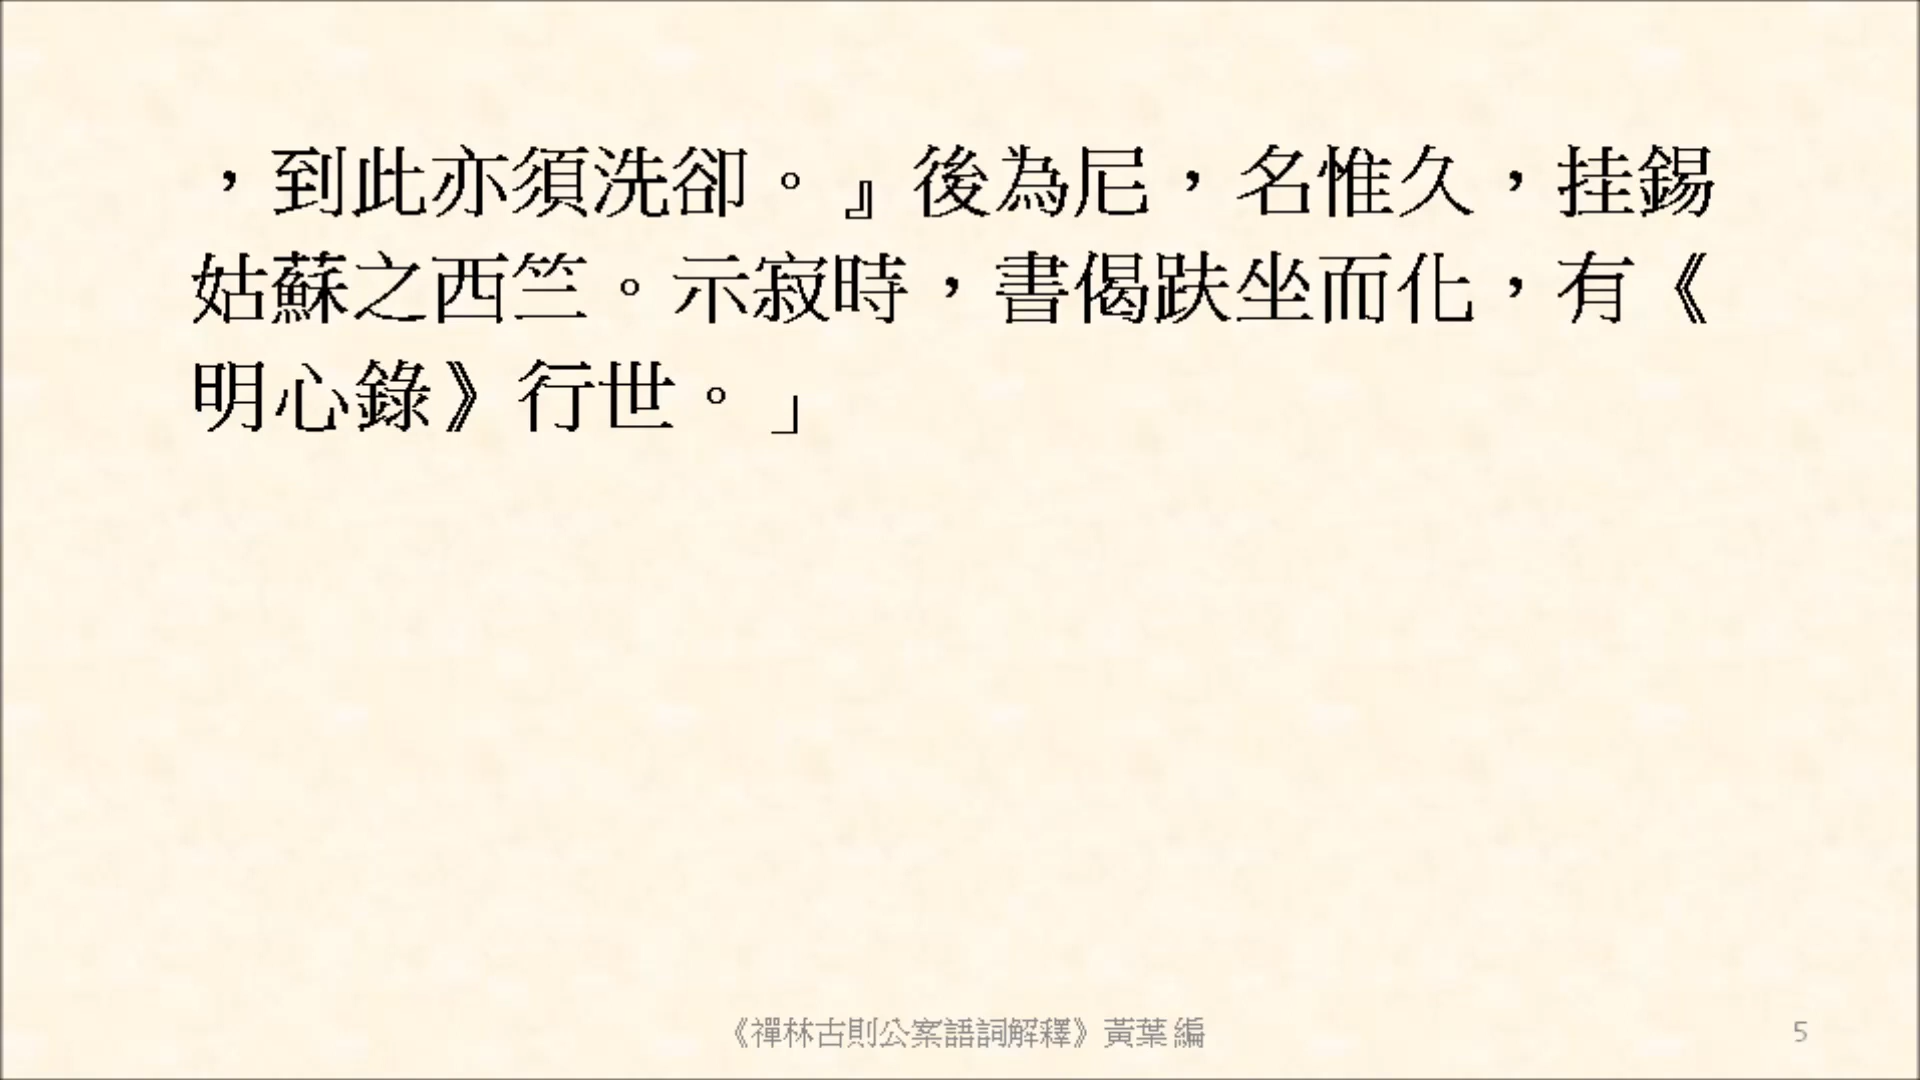 ，到此亦須洗卻。』後為尼，名惟久，挂錫
姑蘇之西竺。示寂時，書偈趺坐而化，有《
明心錄》行世。」
《禪林古則公案語詞解釋》黃葉 編
5